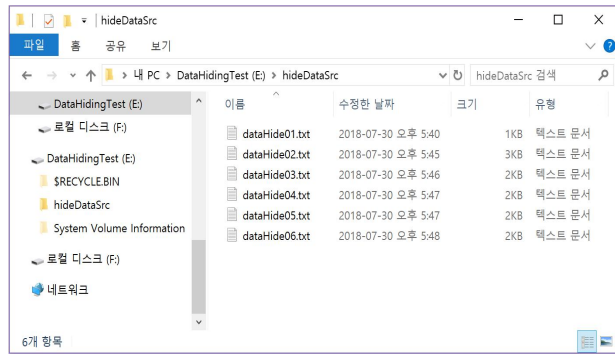 hideDataSrc
파일 홈 공유 보기
내 PC > DataHidingTest (E:) > hideDataSrc
hideDataSrc 검색
DataHidingTest (E:)
로컬 디스크 (F:)
DataHidingTest (E:)
$RECYCLE.BIN
hideDataSrc
System Volume Information
로컬 디스크 (F:)
네트워크
이름 수정한 날짜 크기 유형
dataHide01.txt 2018-07-30 오후 5:40 1KB 텍스트 문서
dataHide02.txt 2018-07-30 오후 5:45 3KB 텍스트 문서
dataHide03.txt 2018-07-30 오후 5:46 2KB 텍스트 문서
dataHide04.txt 2018-07-30 오후 5:47 2KB 텍스트 문서
dataHide05.txt 2018-07-30 오후 5:47 2KB 텍스트 문서
dataHide06.txt 2018-07-30 오후 5:48 2KB 텍스트 문서
6개 항목